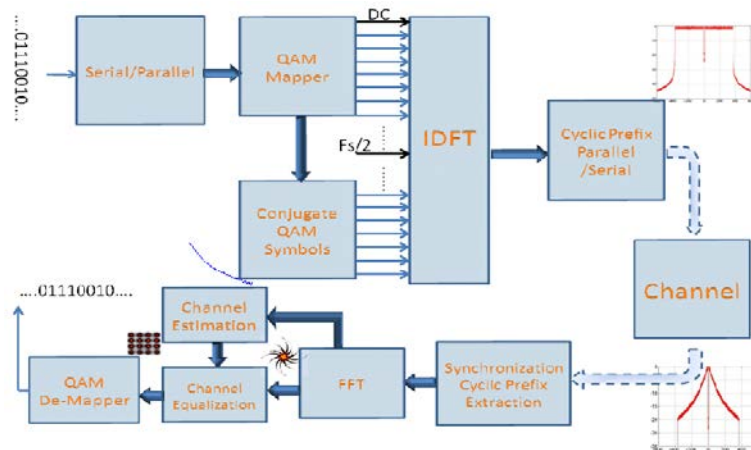 ....01110010....
Serial/Parallel
QAM
Mapper
DC
Fs/2
IDFT
Cyclic Prefix
Parallel
/Serial
Conjugate
QAM
Symbols
Channel
....01110010....
Channel
Estimation
QAM
De-Mapper
Channel
Equalization
FFT
Synchronization
Cyclic Prefix
Extraction